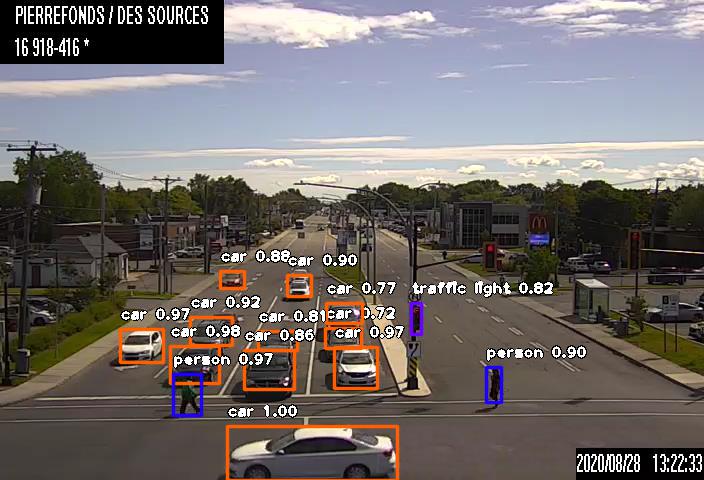 PIERREFONDS / DES SOURCES
16 918-416 *
car 0.88
car 0.90
car 0.77
traffic light 0.82
car 0.92
car 0.97
car 0.81
car 0.72
car 0.98
car 0.86
car 0.97
person 0.97
person 0.90
car 1.00
2020/08/28 13:22:33